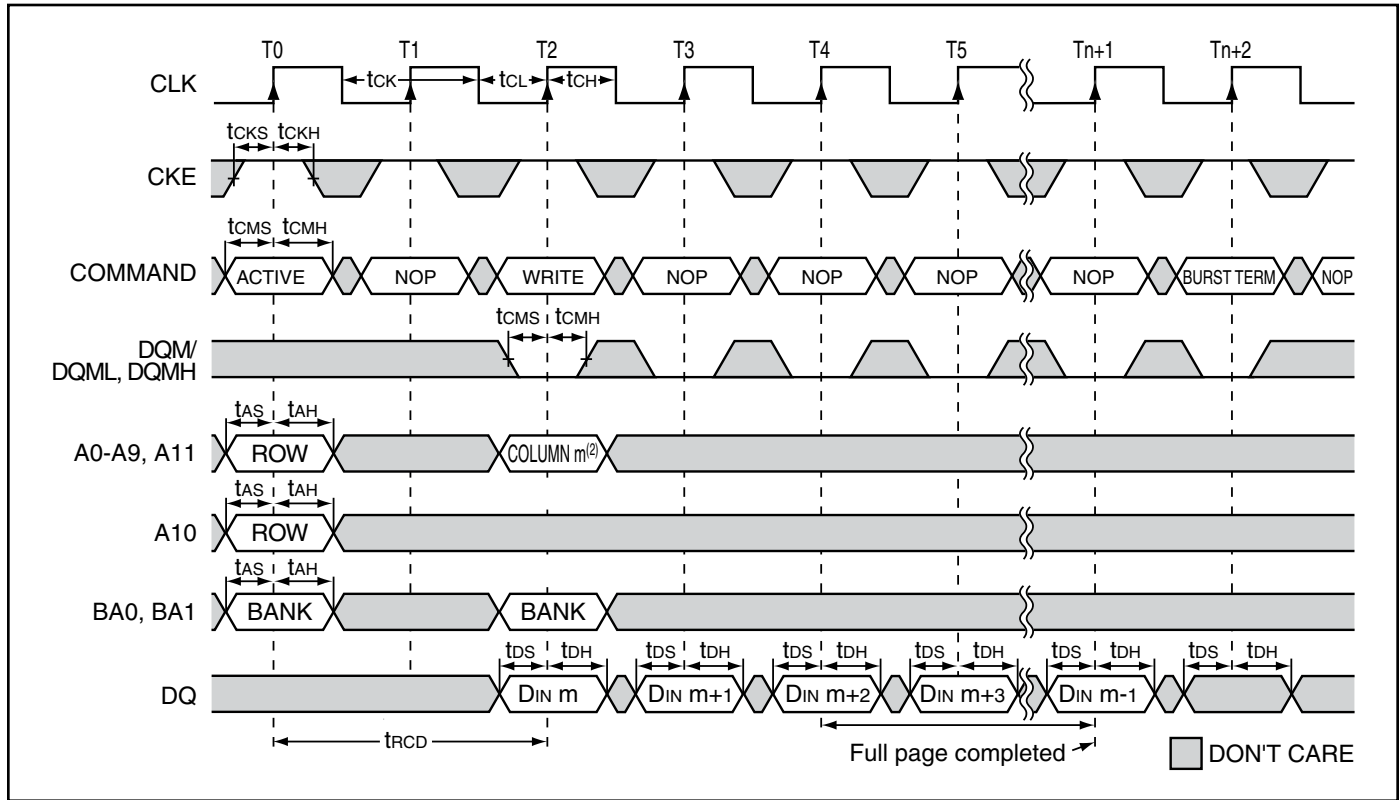 T0 T1 T2 T3 T4 T5 Tn+1 Tn+2
CLK tCK tCL tCH
tCKS tCKH
CKE
tCMS tCMH
COMMAND ACTIVE NOP WRITE NOP NOP NOP NOP BURST TERM NOP
tCMS tCMH
DQM/
DQML, DQMH
tAS tAH
A0-A9, A11 ROW COLUMN m(2)
tAS tAH
A10 ROW
tAS tAH
BA0, BA1 BANK BANK
tDS tDH tDS tDH tDS tDH tDS tDH tDS tDH tDS tDH
DQ DIN m DIN m+1 DIN m+2 DIN m+3 DIN m-1
tRCD
Full page completed
DON'T CARE